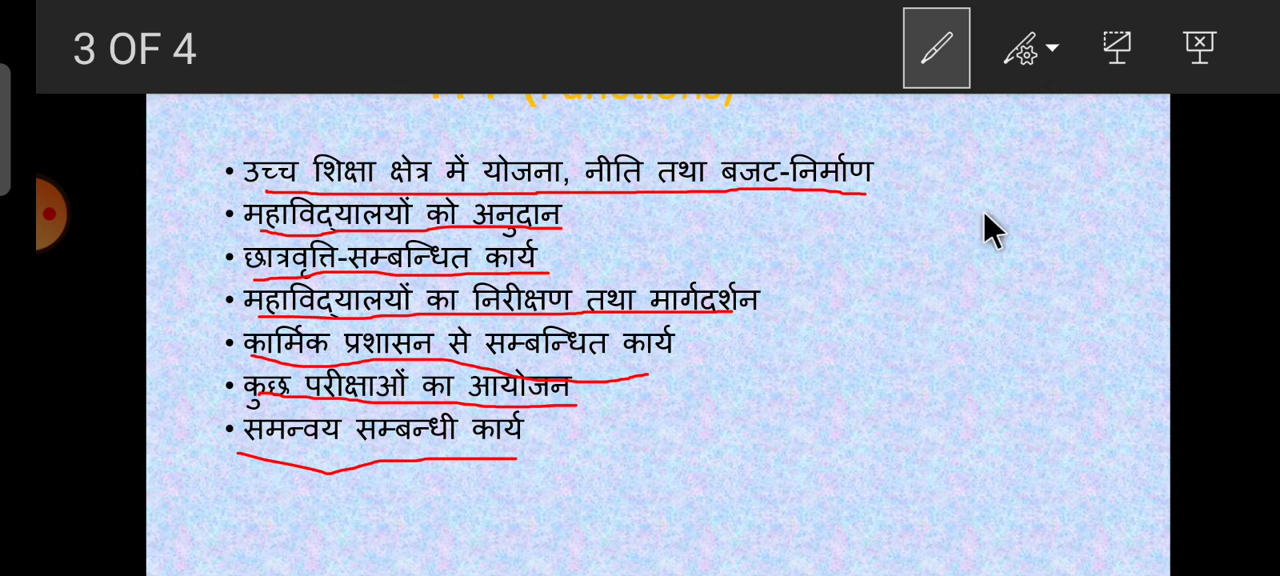 3 OF 4
(Functions)
• उच्च शिक्षा क्षेत्र में योजना, नीति तथा बजट-निर्माण
• महाविद्यालयों को अनुदान
• छात्रवृत्ति-सम्बन्धित कार्य
• महाविद्यालयों का निरीक्षण तथा मार्गदर्शन
• कार्मिक प्रशासन से सम्बन्धित कार्य
• कुछ परीक्षाओं का आयोजन
• समन्वय सम्बन्धी कार्य